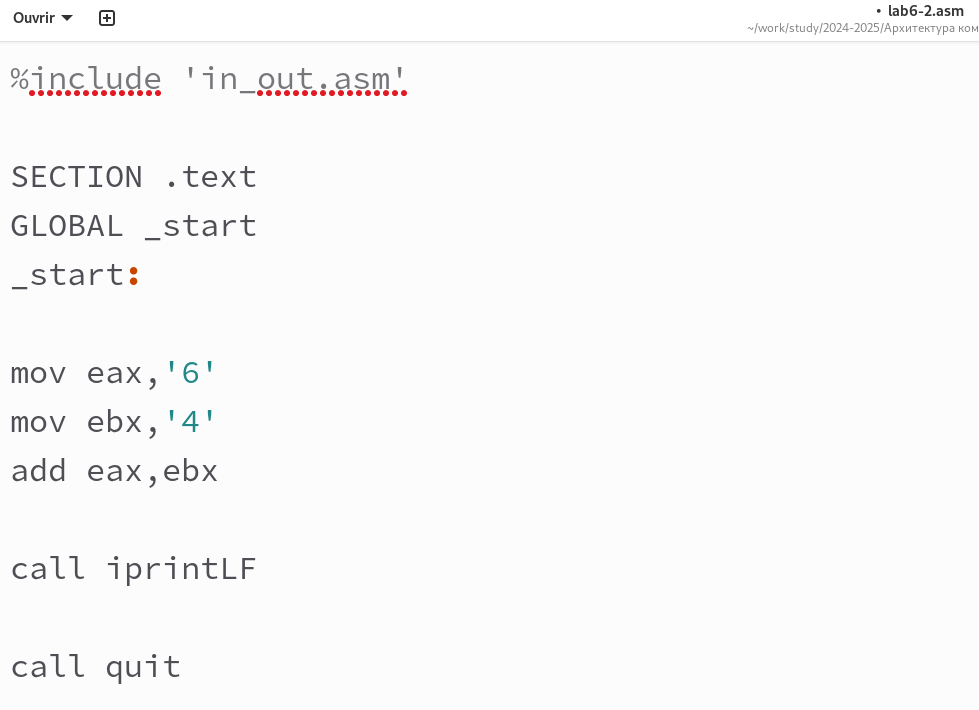 Ouvrir
• lab6-2.asm
~/work/study/2024-2025/Архитектура ком
%include 'in_out.asm'
SECTION .text
GLOBAL _start
_start:
mov eax,'6'
mov ebx,'4'
add eax,ebx
call iprintLF
call quit